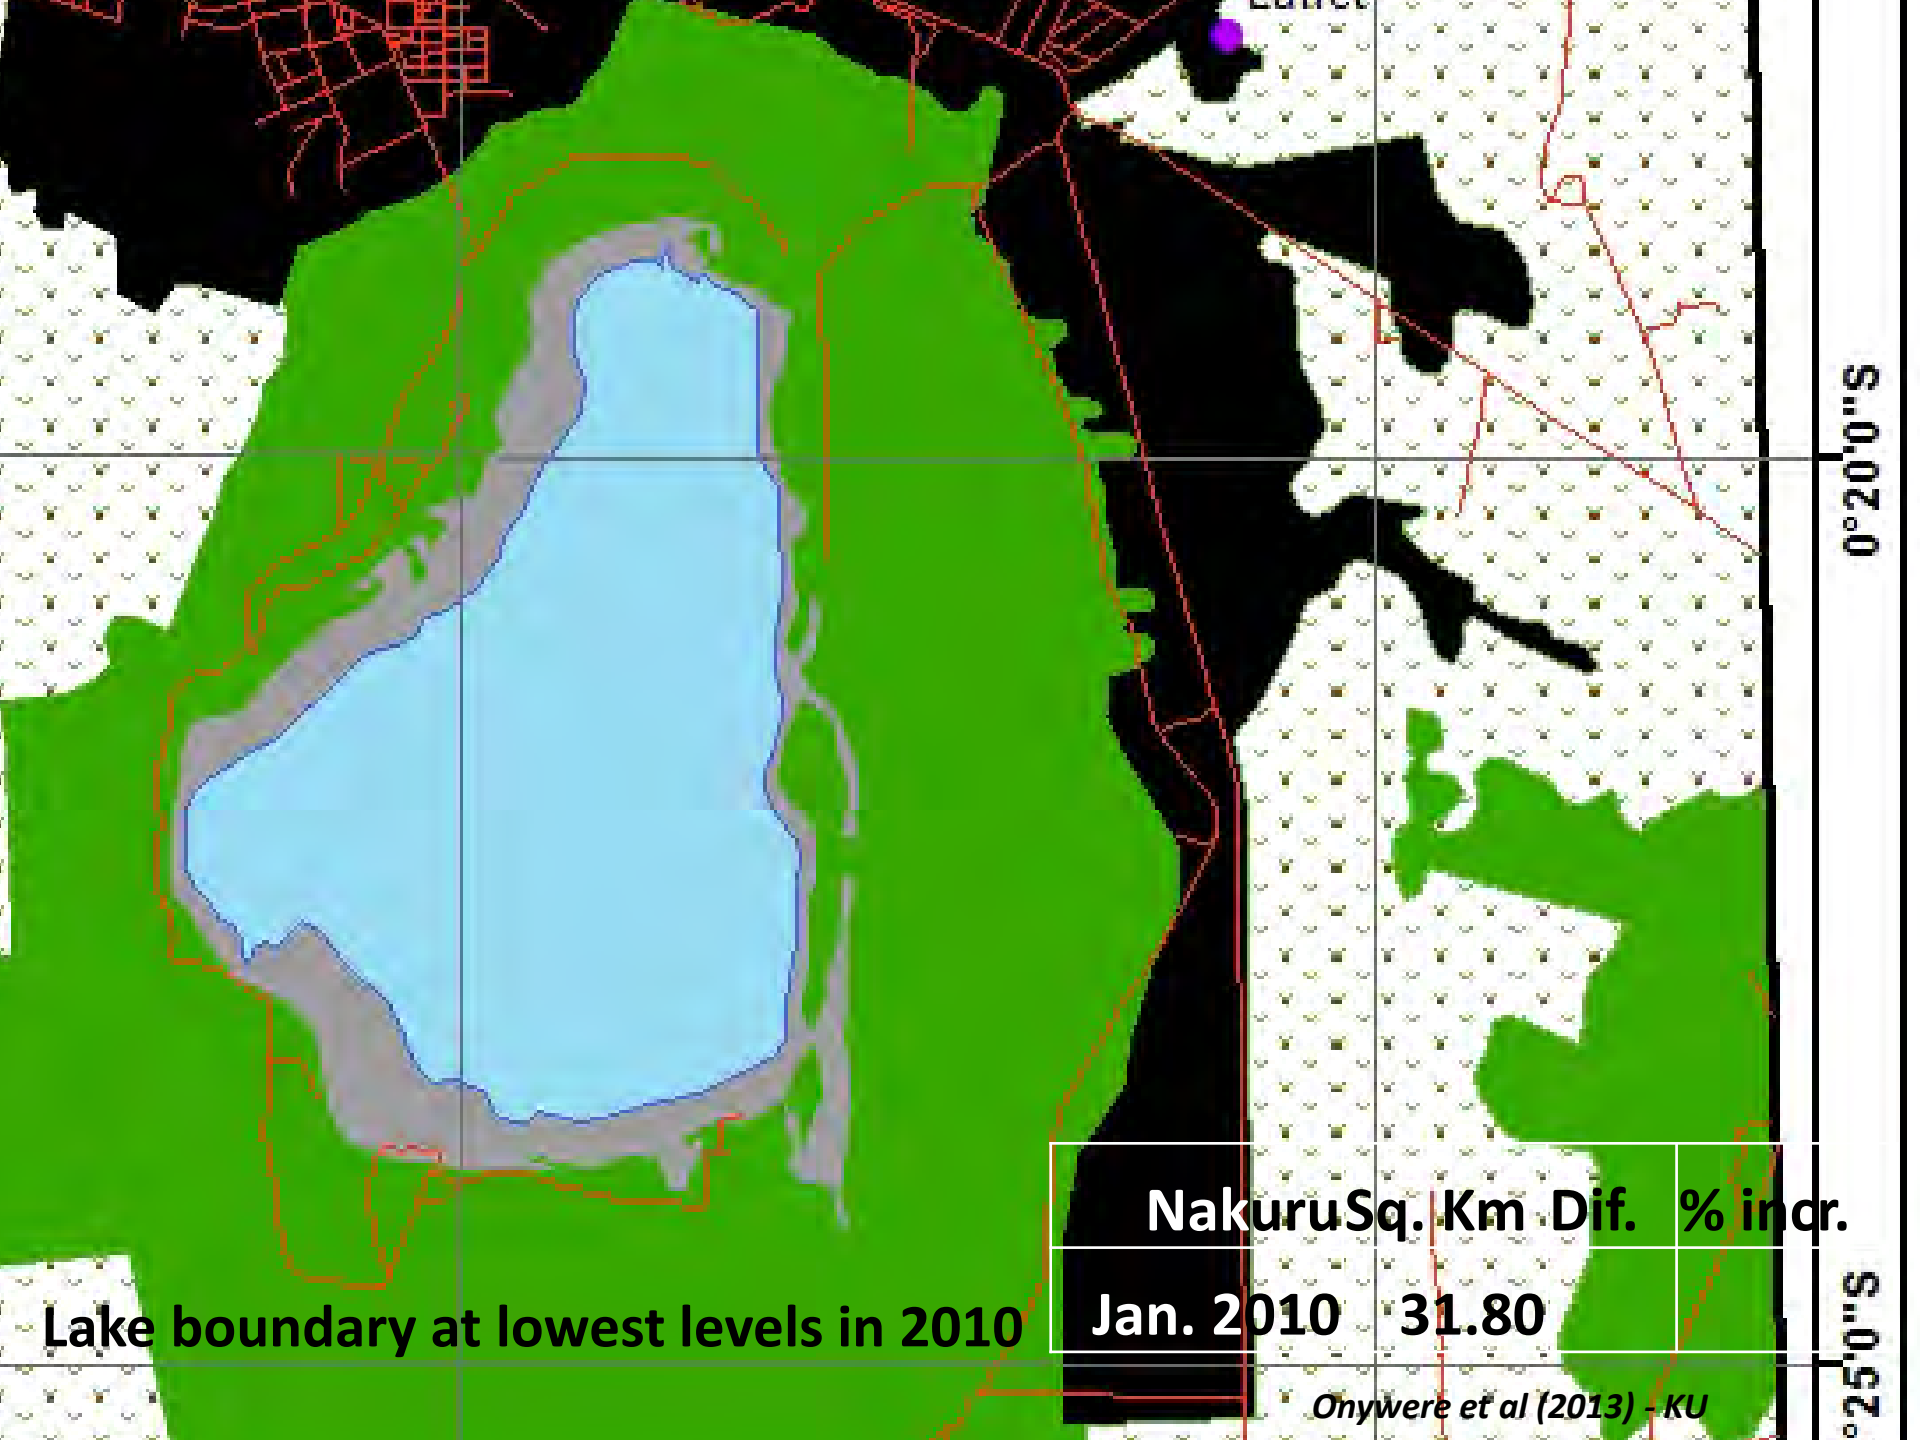 0°20'0"S
Nakuru Sq. Km Dif. % incr.
Jan. 2010 31.80
Lake boundary at lowest levels in 2010
Onywere et al (2013) - KU